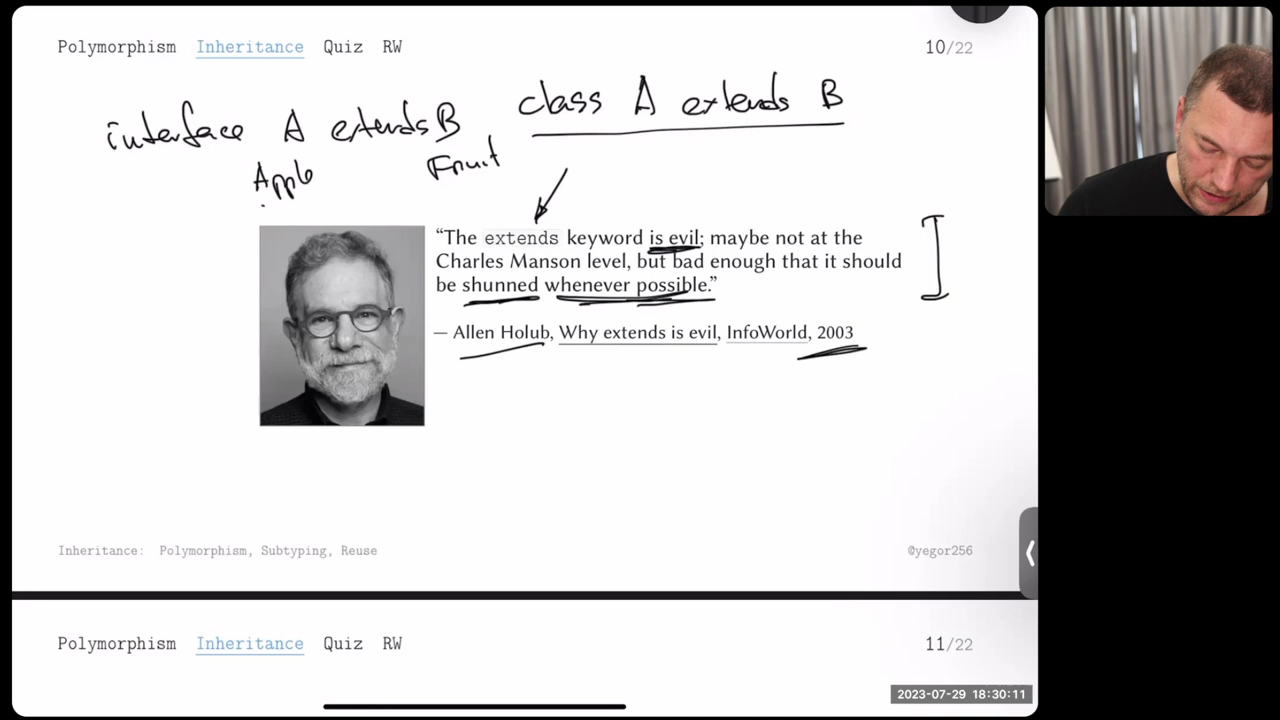 Polymorphism Inheritance Quiz RW 10/22
class A extends B
interface A extends B
Apple Fruit
“The extends keyword is evil; maybe not at the
Charles Manson level, but bad enough that it should
be shunned whenever possible.”
— Allen Holub, Why extends is evil, InfoWorld, 2003
Inheritance: Polymorphism, Subtyping, Reuse @yegor256
Polymorphism Inheritance Quiz RW 11/22
2023-07-29 18:30:11